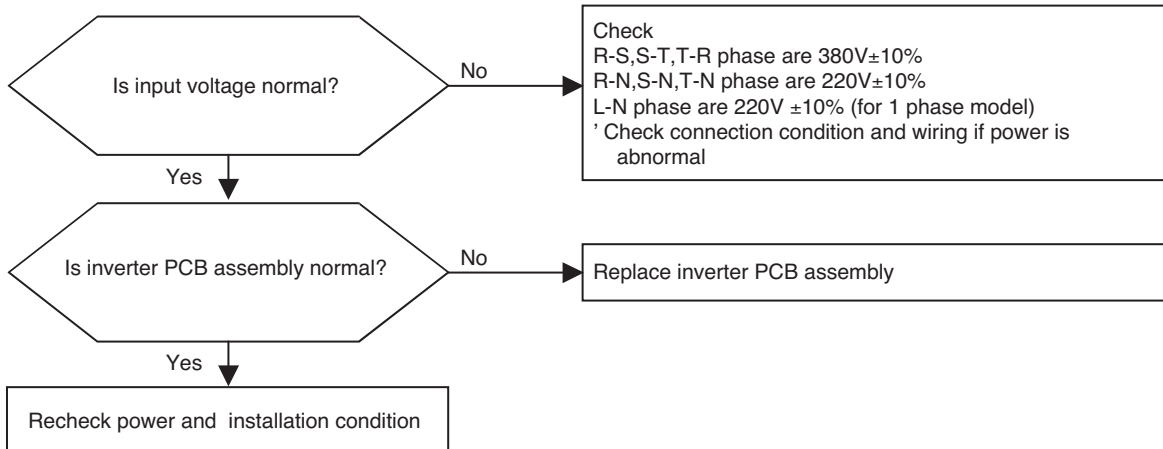 Is input voltage normal?
No
Check
R-S,S-T,T-R phase are 380V±10%
R-N,S-N,T-N phase are 220V±10%
L-N phase are 220V ±10% (for 1 phase model)
' Check connection condition and wiring if power is
abnormal
Yes
Is inverter PCB assembly normal?
No
Replace inverter PCB assembly
Yes
Recheck power and installation condition